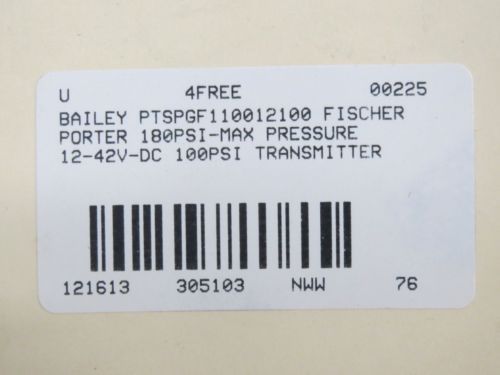 U 4FREE 00225
BAILEY PTSPGF110012100 FISCHER
PORTER 180PSI-MAX PRESSURE
12-42V-DC 100PSI TRANSMITTER
121613 305103 NWW 76